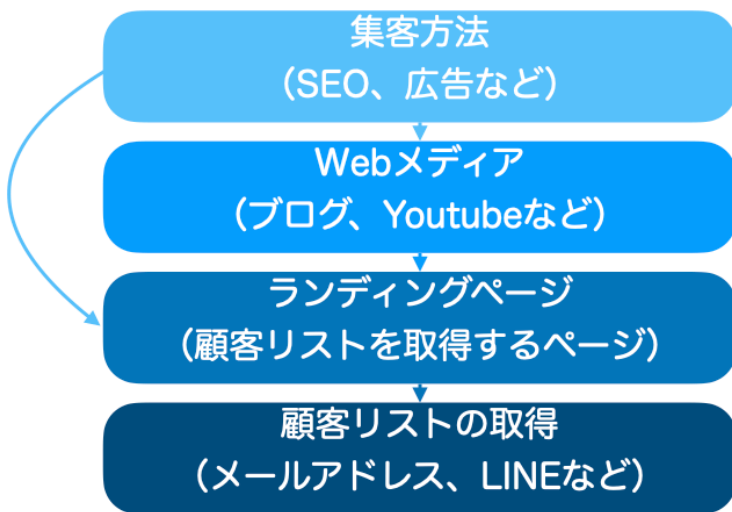 集客方法
（SEO、広告など）
Webメディア
（ブログ、Youtubeなど）
ランディングページ
（顧客リストを取得するページ）
顧客リストの取得
（メールアドレス、LINEなど）